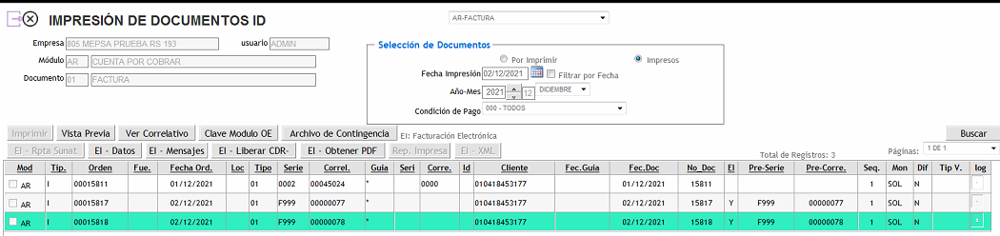 IMPRESIÓN DE DOCUMENTOS ID
AR-FACTURA
Empresa 805 MEPSA PRUEBA RS 193 usuario ADMIN
Módulo AR CUENTA POR COBRAR
Documento 01 FACTURA
Selección de Documentos
Por Imprimir Impresos
Fecha Impresión 02/12/2021 Filtrar por Fecha
Año-Mes 2021 12 DICIEMBRE
Condición de Pago 000 - TODOS
Imprimir Vista Previa Ver Correlativo Clave Modulo OE Archivo de Contingencia EI: Facturación Electrónica Buscar
EI - Rpta Sunat EI - Datos EI - Mensajes EI - Liberar CDR- EI - Obtener PDF Rep. Impresa EI - XML Total de Registros: 3 Páginas: 1 DE 1
Mod Tip. Orden Fue. Fecha Ord. Loc Tipo Serie Correl. Guia Seri Corre. Id Cliente Fec.Guia Fec.Doc No_Doc EI Pre-Serie Pre-Corre. Seq. Mon Dif Tip V. log
AR I 00015811 01/12/2021 01 0002 00045024 * 0000 010418453177 01/12/2021 15811 1 SOL N
AR I 00015817 02/12/2021 01 F999 00000077 * 010418453177 02/12/2021 15817 Y F999 00000077 1 SOL N
AR I 00015818 02/12/2021 01 F999 00000078 * 010418453177 02/12/2021 15818 Y F999 00000078 1 SOL N